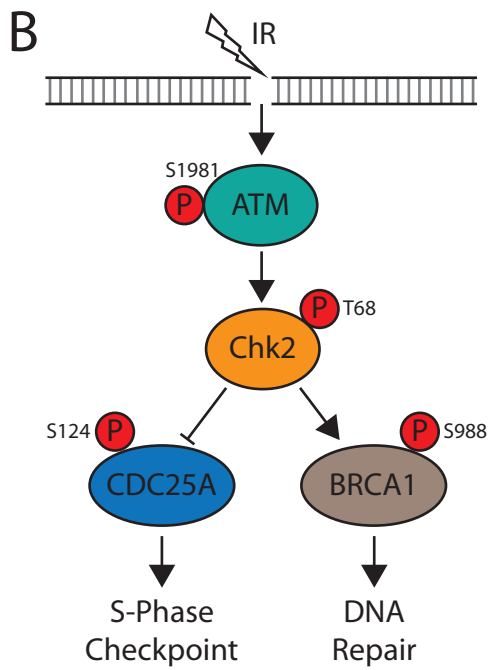 B
IR
S1981
P
ATM
P
T68
Chk2
S124
P
P
S988
CDC25A
BRCA1
S-Phase
Checkpoint
DNA
Repair